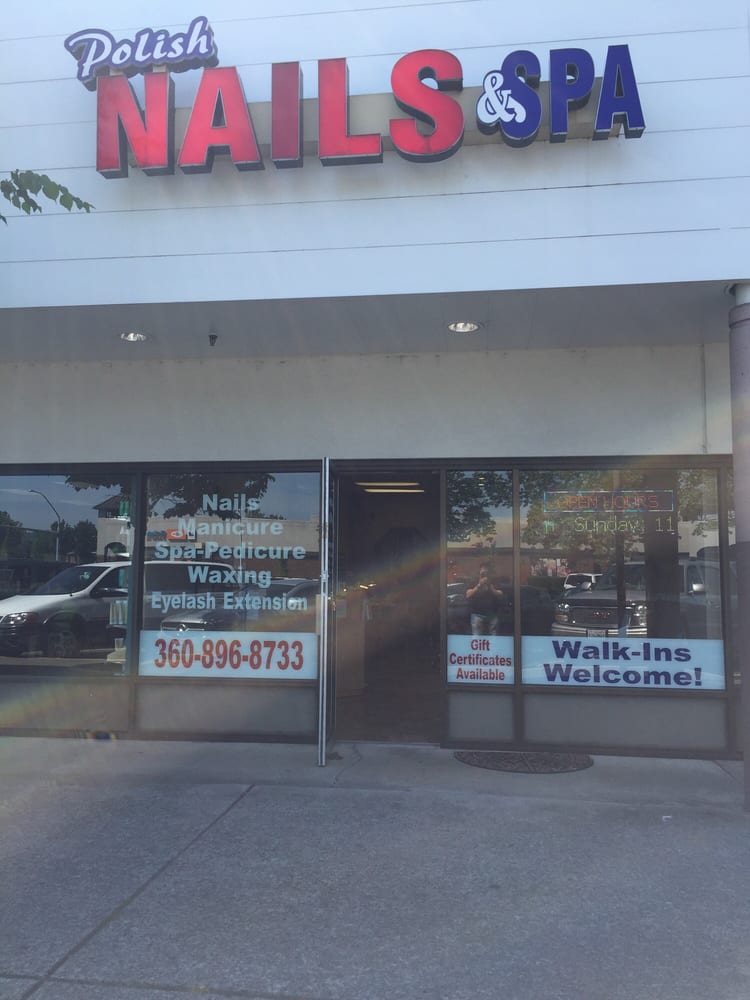 Polish
NAILS & SPA
Nails
Manicure
Spa-Pedicure
Waxing
Eyelash Extension
360-896-8733
Gift
Certificates
Available
OPEN HOURS
Sunday, 11
Walk-Ins
Welcome!